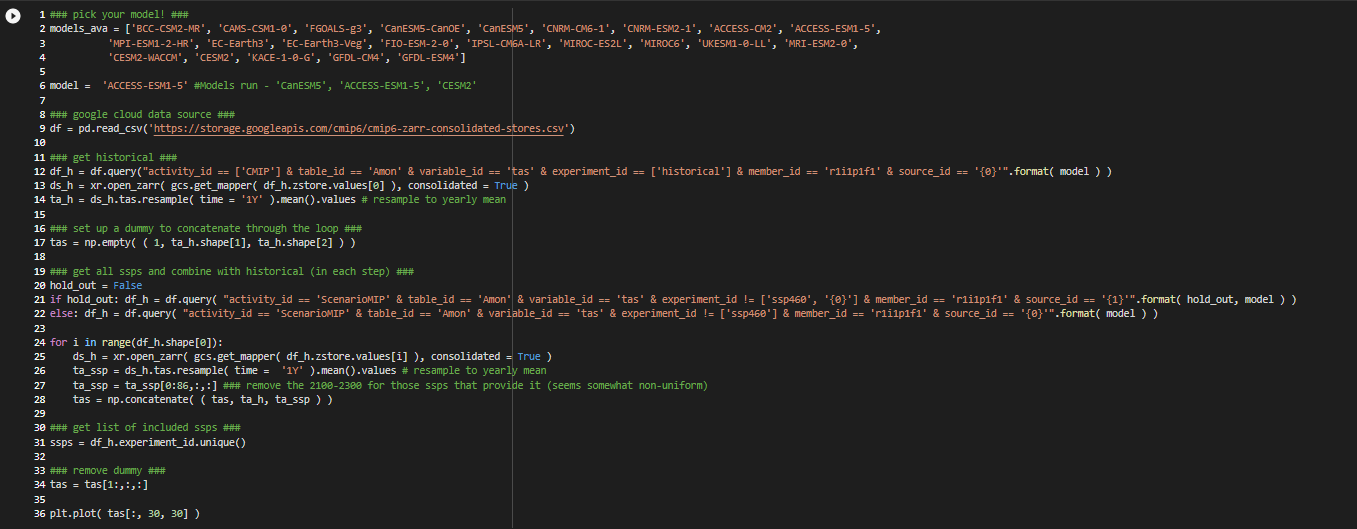 1 ### pick your model! ###
2 models_ava = ['BCC-CSM2-MR', 'CAMS-CSM1-0', 'FGOALS-g3', 'CanESM5-CanOE', 'CanESM5', 'CNRM-CM6-1', 'CNRM-ESM2-1', 'ACCESS-CM2', 'ACCESS-ESM1-5',
3 'MPI-ESM1-2-HR', 'EC-Earth3', 'EC-Earth3-Veg', 'FIO-ESM-2-0', 'IPSL-CM6A-LR', 'MIROC-ES2L', 'MIROC6', 'UKESM1-0-LL', 'MRI-ESM2-0',
4 'CESM2-WACCM', 'CESM2', 'KACE-1-0-G', 'GFDL-CM4', 'GFDL-ESM4']
5
6 model = 'ACCESS-ESM1-5' #Models run - 'CanESM5', 'ACCESS-ESM1-5', 'CESM2'
7
8 ### google cloud data source ###
9 df = pd.read_csv('https://storage.googleapis.com/cmip6/cmip6-zarr-consolidated-stores.csv')
10
11 ### get historical ###
12 df_h = df.query("activity_id == ['CMIP'] & table_id == 'Amon' & variable_id == 'tas' & experiment_id == ['historical'] & member_id == 'r1i1p1f1' & source_id == '{0}'".format( model ) )
13 ds_h = xr.open_zarr( gcs.get_mapper( df_h.zstore.values[0] ), consolidated = True )
14 ta_h = ds_h.tas.resample( time = '1Y' ).mean().values # resample to yearly mean
15
16 ### set up a dummy to concatenate through the loop ###
17 tas = np.empty( ( 1, ta_h.shape[1], ta_h.shape[2] ) )
18
19 ### get all ssps and combine with historical (in each step) ###
20 hold_out = False
21 if hold_out: df_h = df.query( "activity_id == 'ScenarioMIP' & table_id == 'Amon' & variable_id == 'tas' & experiment_id != ['ssp460', '{0}'] & member_id == 'r1i1p1f1' & source_id == '{1}'".format( hold_out, model ) )
22 else: df_h = df.query( "activity_id == 'ScenarioMIP' & table_id == 'Amon' & variable_id == 'tas' & experiment_id != ['ssp460'] & member_id == 'r1i1p1f1' & source_id == '{0}'".format( model ) )
23
24 for i in range(df_h.shape[0]):
25 ds_h = xr.open_zarr( gcs.get_mapper( df_h.zstore.values[i] ), consolidated = True )
26 ta_ssp = ds_h.tas.resample( time = '1Y' ).mean().values # resample to yearly mean
27 ta_ssp = ta_ssp[0:86,:,:] ### remove the 2100-2300 for those ssps that provide it (seems somewhat non-uniform)
28 tas = np.concatenate( ( tas, ta_h, ta_ssp ) )
29
30 ### get list of included ssps ###
31 ssps = df_h.experiment_id.unique()
32
33 ### remove dummy ###
34 tas = tas[1:,:,:]
35
36 plt.plot( tas[:, 30, 30] )